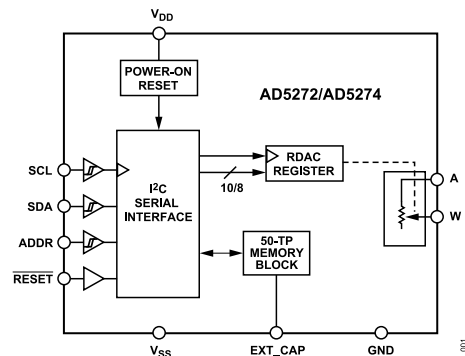 VDD
POWER-ON
RESET
AD5272/AD5274
SCL
SDA
ADDR
RESET
I2C
SERIAL
INTERFACE
10/8
RDAC
REGISTER
A
W
50-TP
MEMORY
BLOCK
VSS
EXT_CAP
GND
001